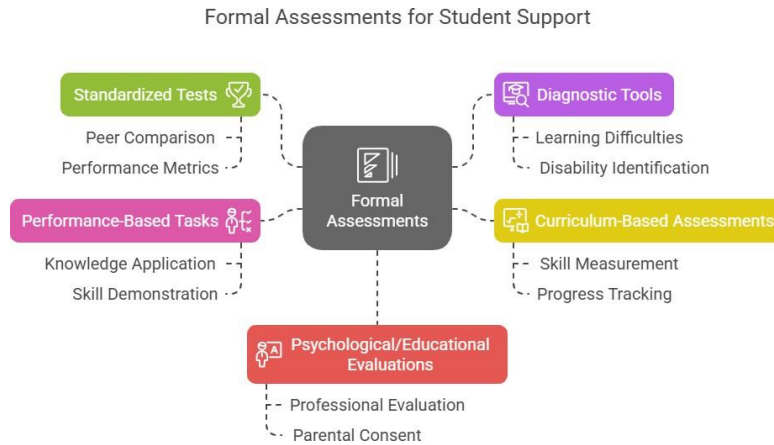 Formal Assessments for Student Support
Standardized Tests
Peer Comparison
Performance Metrics
Performance-Based Tasks
Knowledge Application
Skill Demonstration
Formal
Assessments
Diagnostic Tools
Learning Difficulties
Disability Identification
Curriculum-Based Assessments
Skill Measurement
Progress Tracking
A
Psychological/Educational
Evaluations
Professional Evaluation
Parental Consent